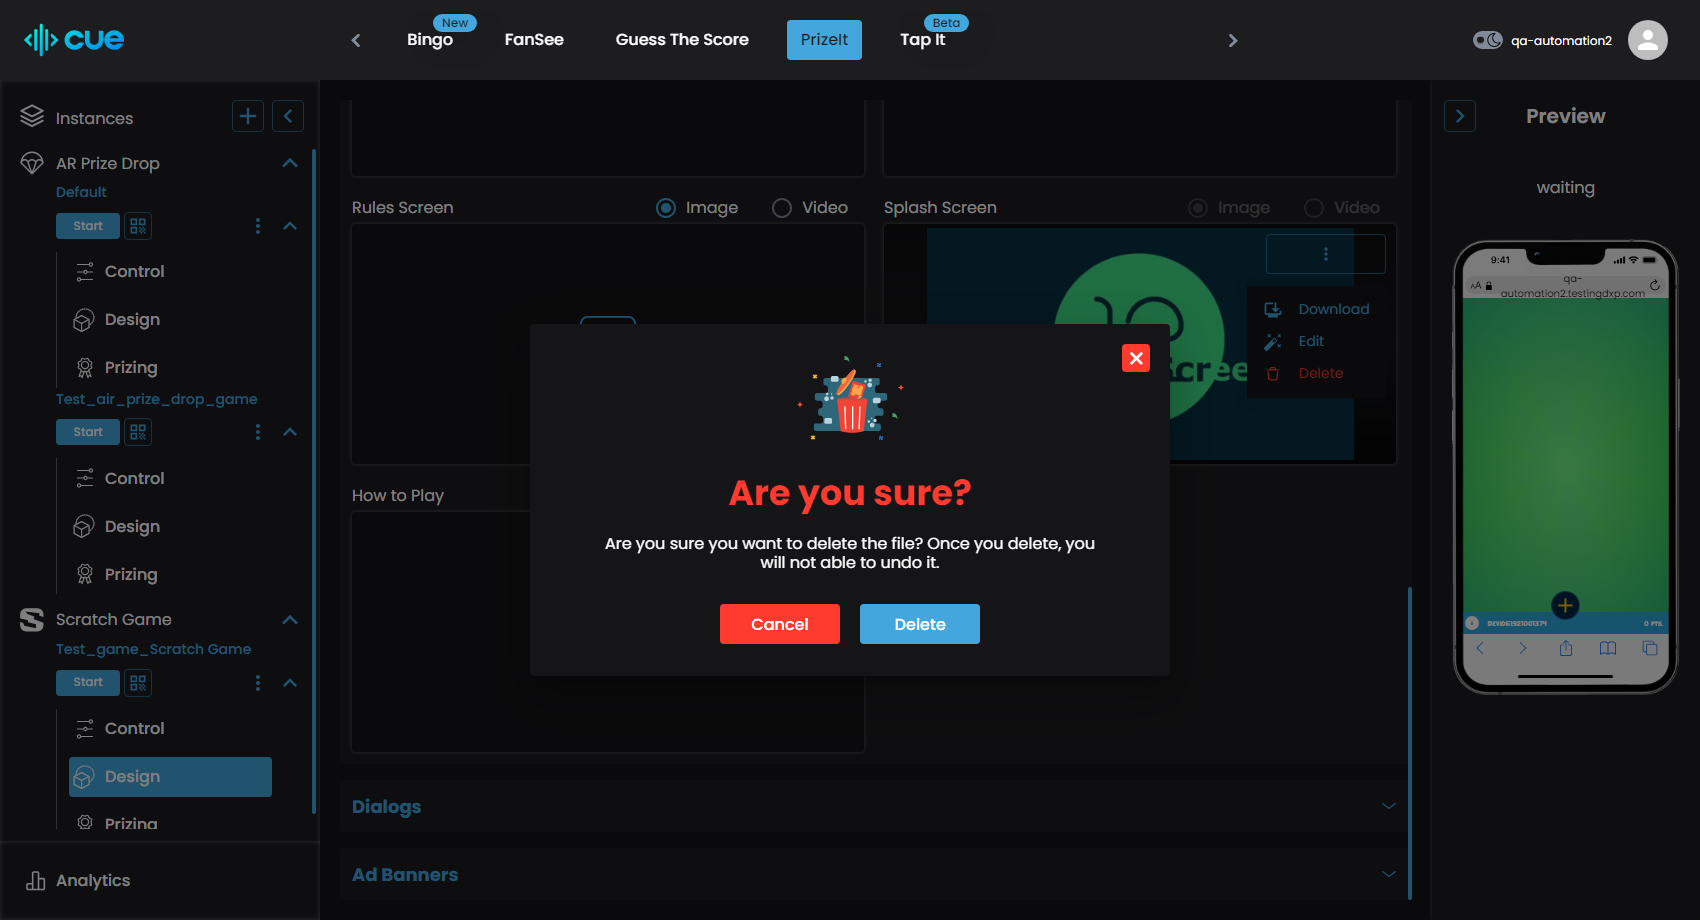 cue
New
Bingo
FanSee
Guess The Score
PrizeIt
Beta
Tap It
qa-automation2
Instances
AR Prize Drop
Default
Start
Control
Design
Prizing
Test_air_prize_drop_game
Start
Control
Design
Prizing
Scratch Game
Test_game_Scratch Game
Start
Control
Design
Prizing
Analytics
Rules Screen
Image
Video
Splash Screen
Image
Video
Download
Edit
Delete
Scree
How to Play
Are you sure?
Are you sure you want to delete the file? Once you delete, you
will not able to undo it.
Cancel
Delete
Dialogs
Ad Banners
Preview
waiting
9:41
AA
qa-
automation2.testingdxp.com
0 PTS.